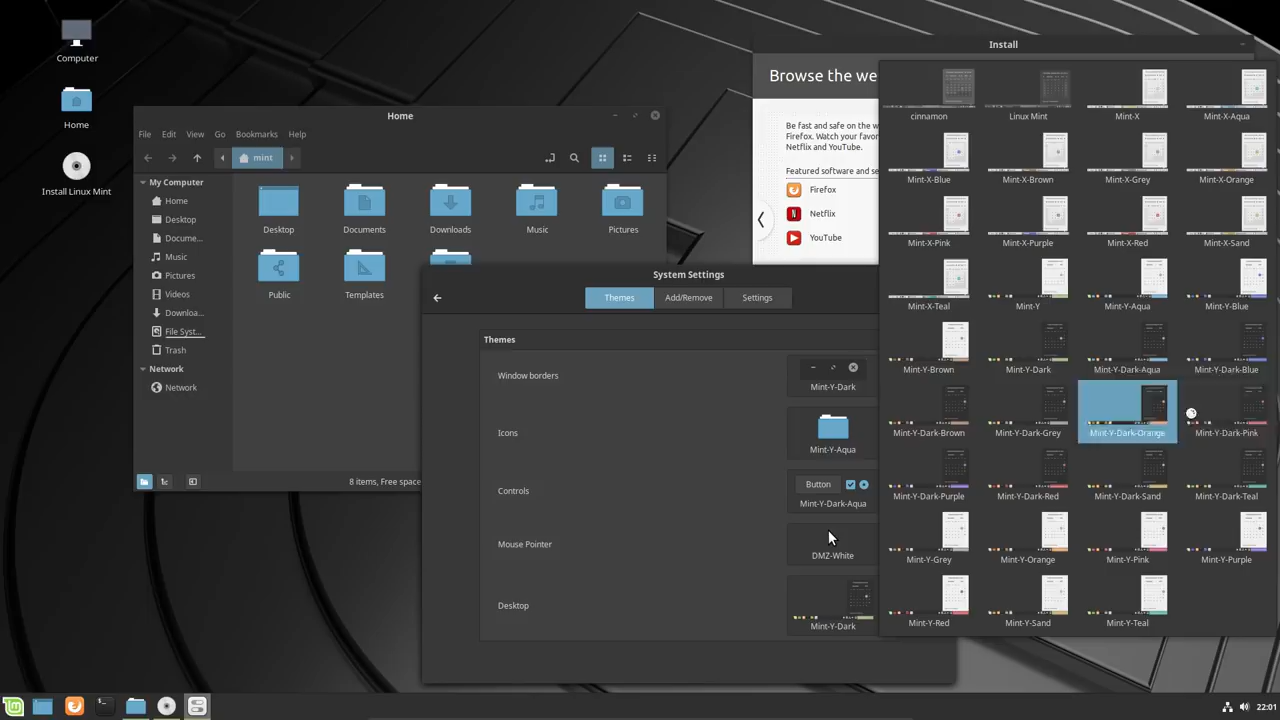 Computer
Home
Install Linux Mint
Home
File Edit View Go Bookmarks Help
mint
My Computer
Home
Desktop
Docume...
Music
Pictures
Videos
Downloa...
File Syst...
Trash
Network
Network
Desktop Documents Downloads Music Pictures
Public Templates
8 items, Free space
Install
Browse the we
Be fast and safe on the w
Firefox. Watch your favor
Netflix and YouTube.
Featured software and se
Firefox
Netflix
YouTube
System Settings
Themes Add/Remove Settings
Themes
Window borders
Mint-Y-Dark
Icons
Mint-Y-Aqua
Controls
Button
Mint-Y-Dark-Aqua
Mouse Pointer
DMZ-White
Desktop
Mint-Y-Dark
cinnamon Linux Mint Mint-X Mint-X-Aqua
Mint-X-Blue Mint-X-Brown Mint-X-Grey Mint-X-Orange
Mint-X-Pink Mint-X-Purple Mint-X-Red Mint-X-Sand
Mint-X-Teal Mint-Y Mint-Y-Aqua Mint-Y-Blue
Mint-Y-Brown Mint-Y-Dark Mint-Y-Dark-Aqua Mint-Y-Dark-Blue
Mint-Y-Dark-Brown Mint-Y-Dark-Grey Mint-Y-Dark-Orange Mint-Y-Dark-Pink
Mint-Y-Dark-Purple Mint-Y-Dark-Red Mint-Y-Dark-Sand Mint-Y-Dark-Teal
Mint-Y-Grey Mint-Y-Orange Mint-Y-Pink Mint-Y-Purple
Mint-Y-Red Mint-Y-Sand Mint-Y-Teal
22:01